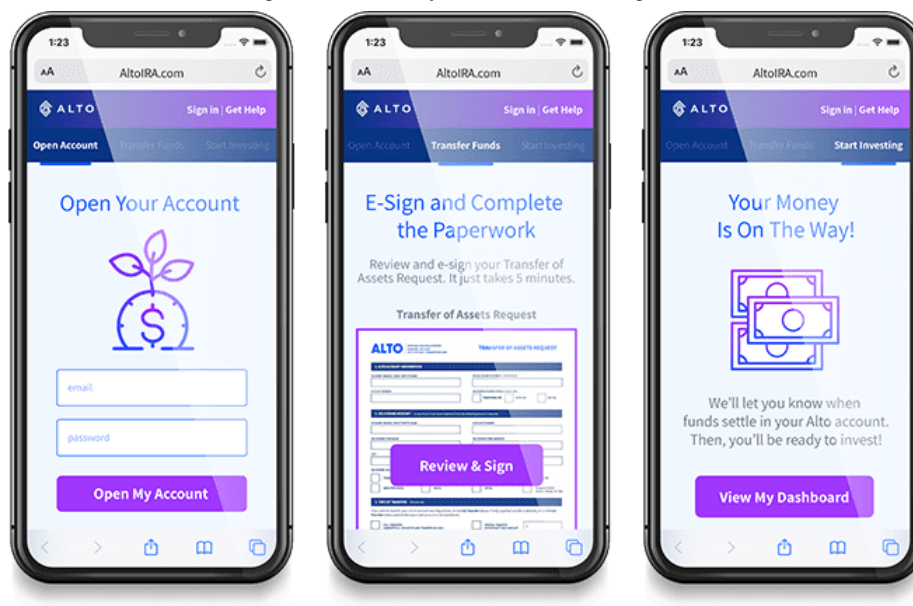 1:23
AA
AltoIRA.com
ALTO
Sign in | Get Help
Open Account
Transfer Funds
Start Investing
Open Your Account
$
email
password
Open My Account
1:23
AA
AltoIRA.com
ALTO
Sign in | Get Help
Open Account
Transfer Funds
Start Investing
E-Sign and Complete
the Paperwork
Review and e-sign your Transfer of
Assets Request. It just takes 5 minutes.
Transfer of Assets Request
ALTO
TRANSFER OF ASSETS REQUEST
Review & Sign
1:23
AA
AltoIRA.com
ALTO
Sign in | Get Help
Open Account
Transfer Funds
Start Investing
Your Money
Is On The Way!
We'll let you know when
funds settle in your Alto account.
Then, you'll be ready to invest!
View My Dashboard